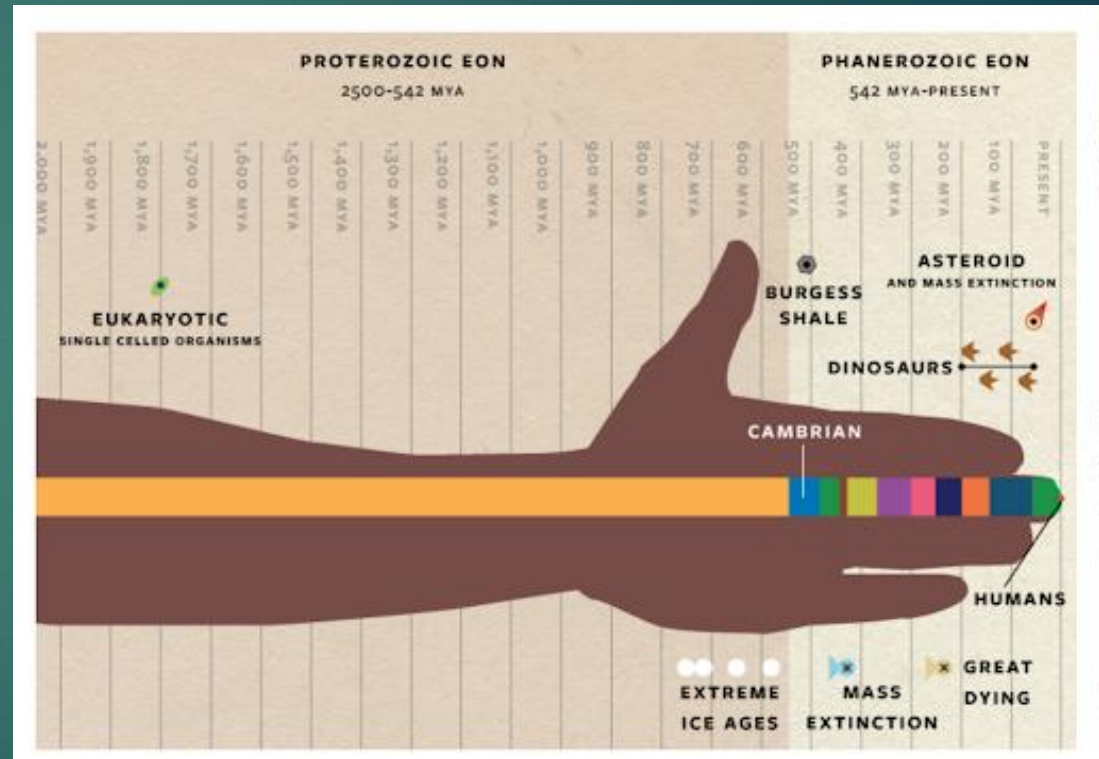 PROTEROZOIC EON
2500-542 MYA
PHANEROZOIC EON
542 MYA-PRESENT
2,000 MYA
1,900 MYA
1,800 MYA
1,700 MYA
1,600 MYA
1,500 MYA
1,400 MYA
1,300 MYA
1,200 MYA
1,100 MYA
1,000 MYA
900 MYA
800 MYA
700 MYA
600 MYA
500 MYA
400 MYA
300 MYA
200 MYA
100 MYA
PRESENT
EUKARYOTIC
SINGLE CELLED ORGANISMS
BURGESS
SHALE
ASTEROID
AND MASS EXTINCTION
DINOSAURS
CAMBRIAN
HUMANS
EXTREME
ICE AGES
MASS
EXTINCTION
GREAT
DYING